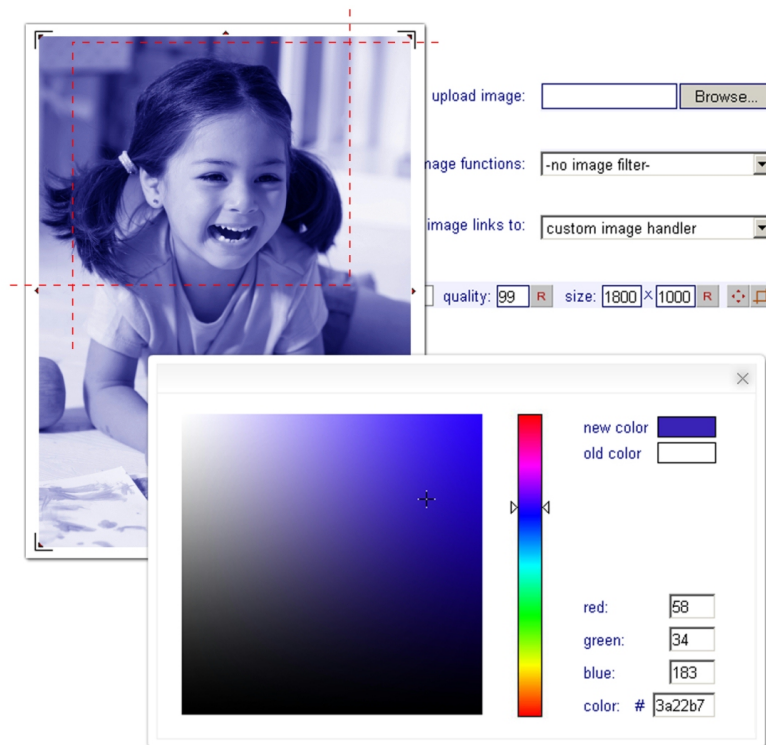 upload image:
Browse...
mage functions:
-no image filter-
image links to:
custom image handler
quality: 99 R size: 1800 x 1000 R
new color
old color
red: 58
green: 34
blue: 183
color: # 3a22b7